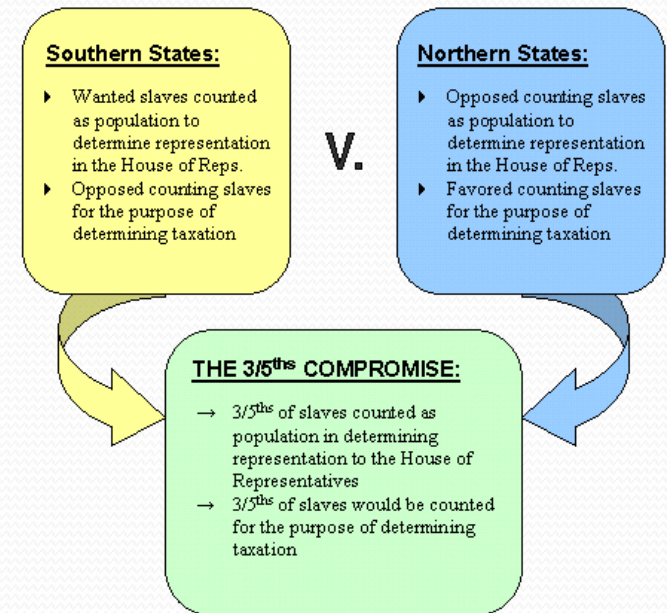 Southern States:
Wanted slaves counted
as population to
determine representation
in the House of Reps.
Opposed counting slaves
for the purpose of
determining taxation
V.
Northern States:
Opposed counting slaves
as population to
determine representation
in the House of Reps.
Favored counting slaves
for the purpose of
determining taxation
THE 3/5ths COMPROMISE:
→ 3/5ths of slaves counted as
population in determining
representation to the House of
Representatives
→ 3/5ths of slaves would be counted
for the purpose of determining
taxation